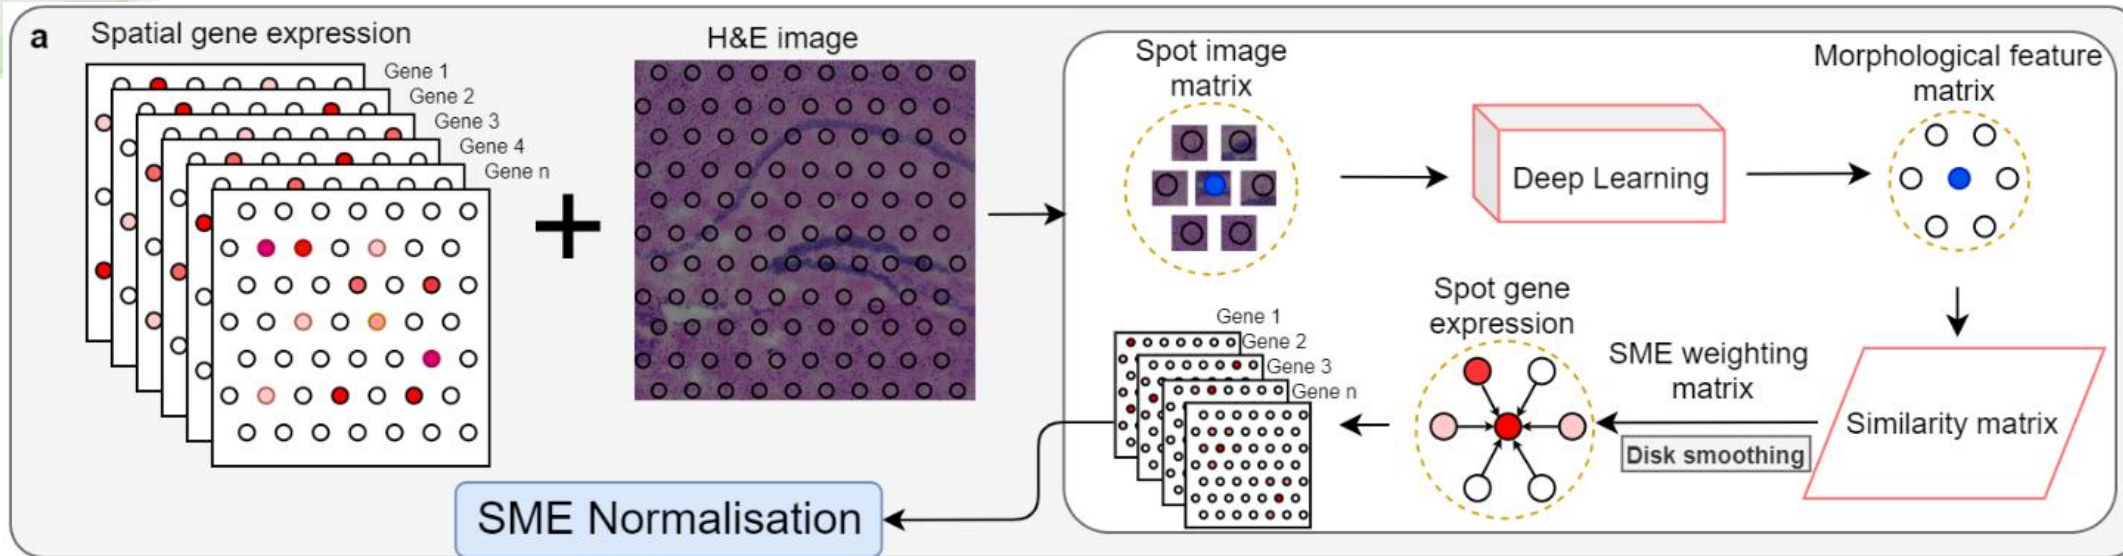 a
Spatial gene expression
Gene 1
Gene 2
Gene 3
Gene 4
Gene n
+
H&E image
Spot image
matrix
Deep Learning
Morphological feature
matrix
Similarity matrix
SME weighting
matrix
Disk smoothing
Spot gene
expression
Gene 1
Gene 2
Gene 3
Gene n
SME Normalisation